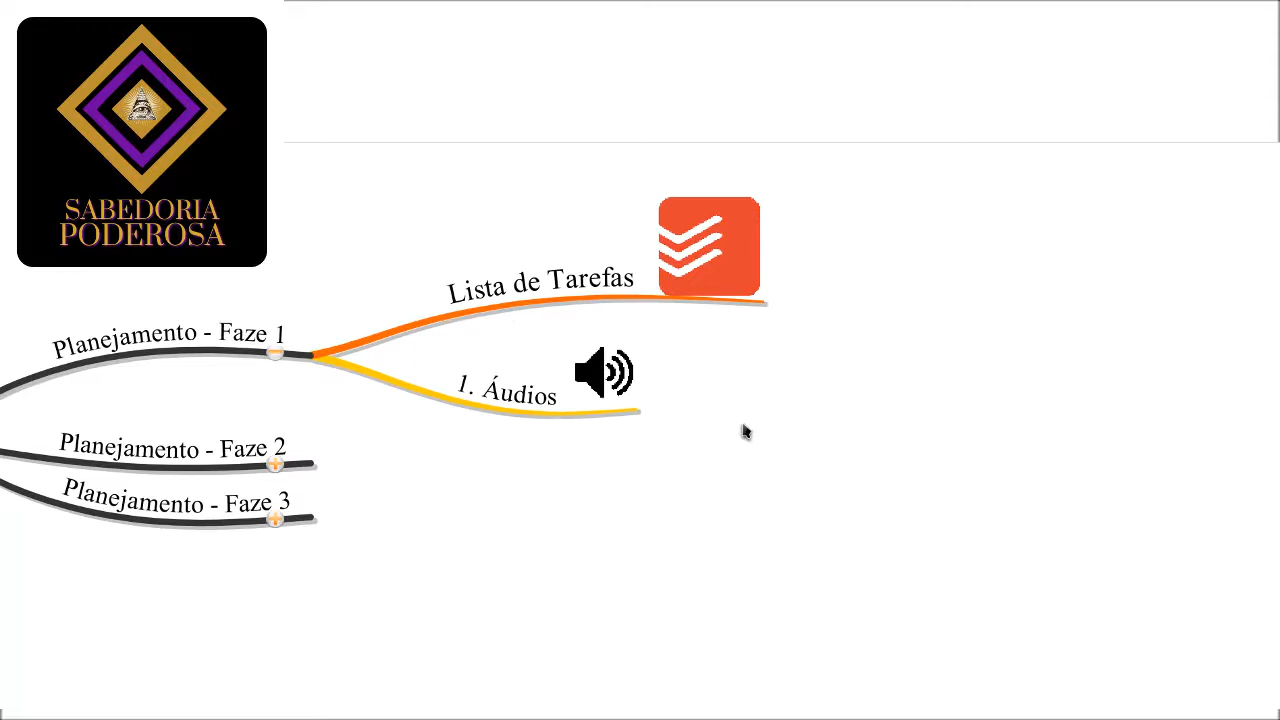 SABEDORIA
PODEROSA
Lista de Tarefas
Planejamento - Faze 1
1. Áudios
Planejamento - Faze 2
Planejamento - Faze 3